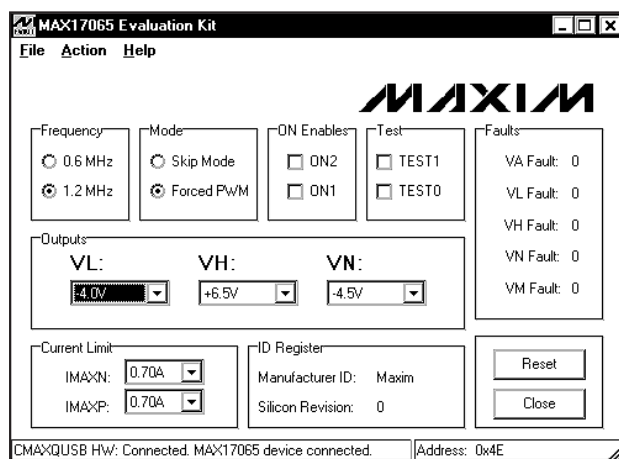 MAX17065 Evaluation Kit
File Action Help
MAXIM
Frequency
0.6 MHz
1.2 MHz
Mode
Skip Mode
Forced PWM
ON Enables
ON2
ON1
Test
TEST1
TEST0
Faults
VA Fault: 0
VL Fault: 0
VH Fault: 0
VN Fault: 0
VM Fault: 0
Outputs
VL: VH: VN:
-4.0V +6.5V -4.5V
Current Limit
IMAXN: 0.70A
IMAXP: 0.70A
ID Register
Manufacturer ID: Maxim
Silicon Revision: 0
Reset
Close
CMAXQUSB HW: Connected. MAX17065 device connected. Address: 0x4E